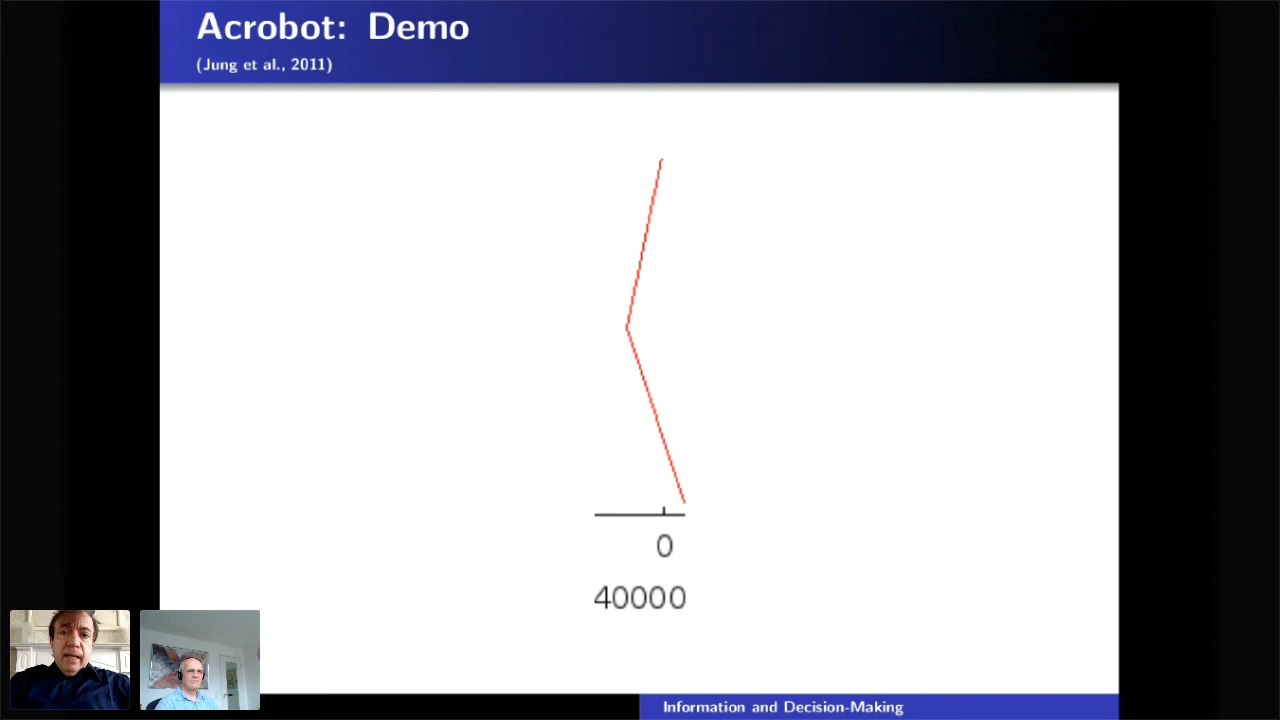 Acrobot: Demo
(Jung et al., 2011)
0
40000
Information and Decision-Making